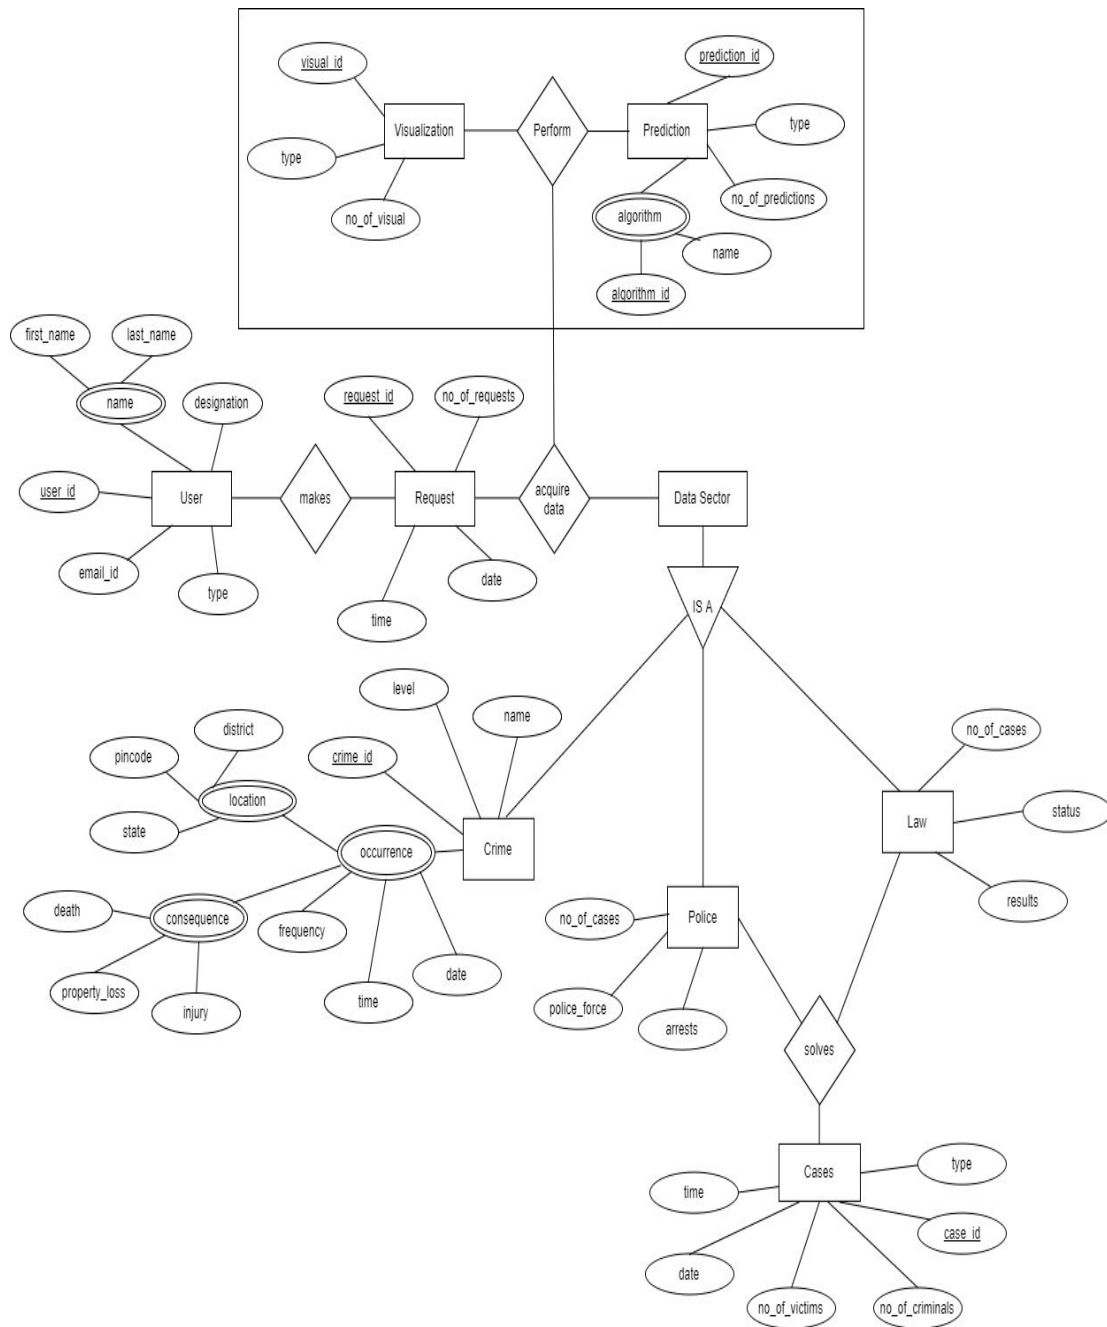 visual_id
prediction_id
Visualization
Perform
Prediction
type
type
no_of_predictions
no_of_visual
algorithm
name
algorithm_id
first_name
last_name
name
designation
request_id
no_of_requests
user_id
User
makes
Request
acquire
data
Data Sector
email_id
type
date
time
IS A
level
name
district
pincode
crime_id
location
state
occurrence
Crime
no_of_cases
status
Law
results
death
consequence
frequency
date
property_loss
injury
time
no_of_cases
Police
police_force
arrests
solves
Cases
type
time
case_id
date
no_of_victims
no_of_criminals